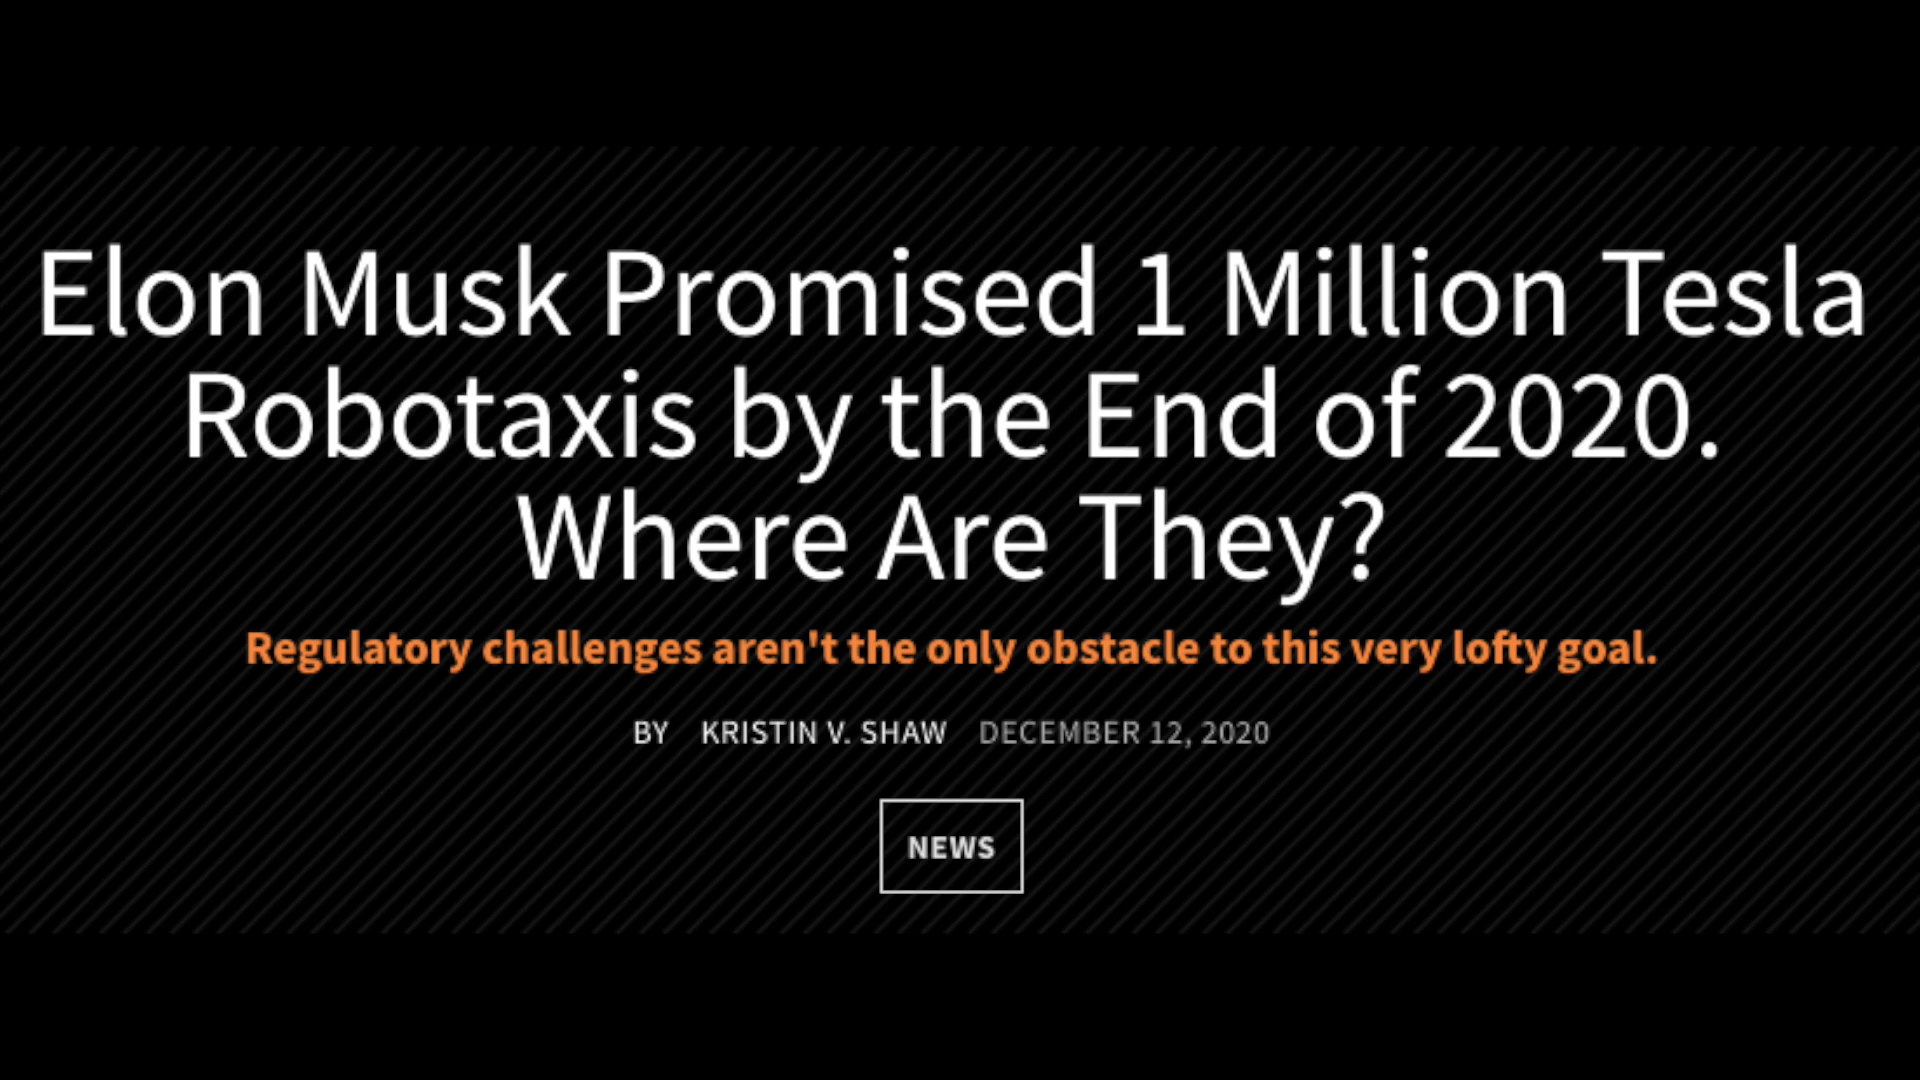 Elon Musk Promised 1 Million Tesla
Robotaxis by the End of 2020.
Where Are They?
Regulatory challenges aren't the only obstacle to this very lofty goal.
BY KRISTIN V. SHAW DECEMBER 12, 2020
NEWS